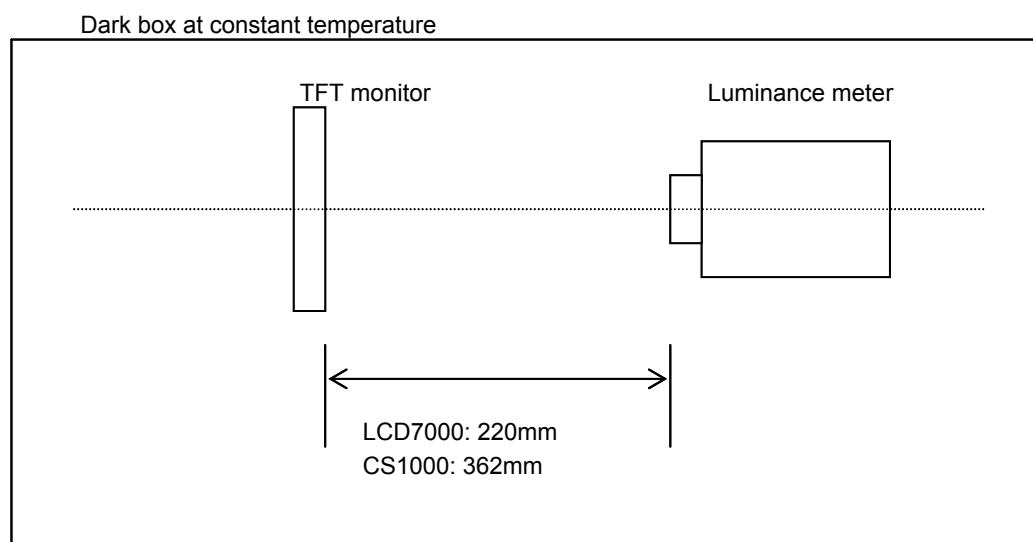 Dark box at constant temperature
TFT monitor
Luminance meter
LCD7000: 220mm
CS1000: 362mm